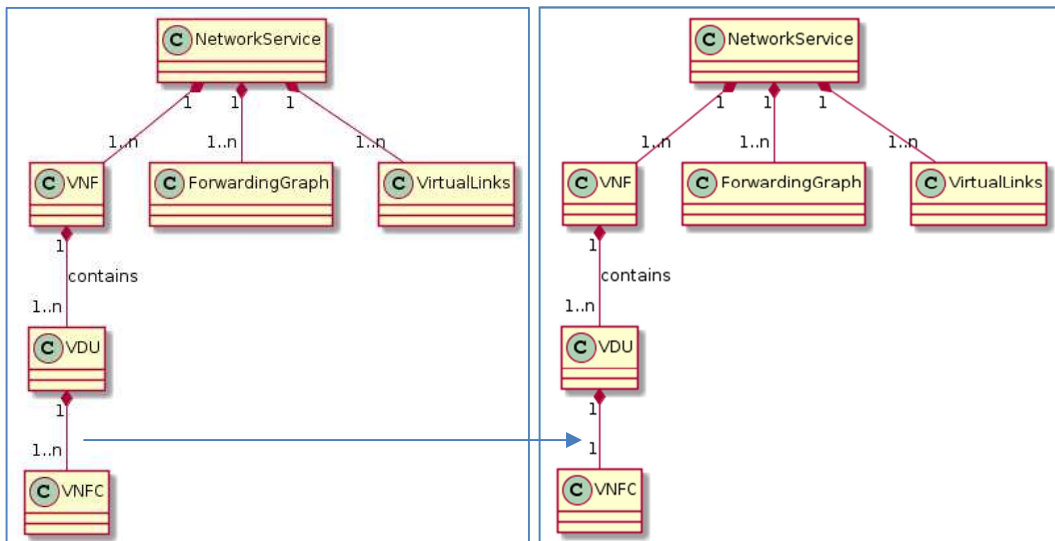 C NetworkService
1 1 1
1..n 1..n 1..n
C VNF C ForwardingGraph C VirtualLinks
1
contains
1..n
C VDU
1
1..n
C VNFC
C NetworkService
1 1 1
1..n 1..n 1..n
C VNF C ForwardingGraph C VirtualLinks
1
contains
1..n
C VDU
1
1
C VNFC